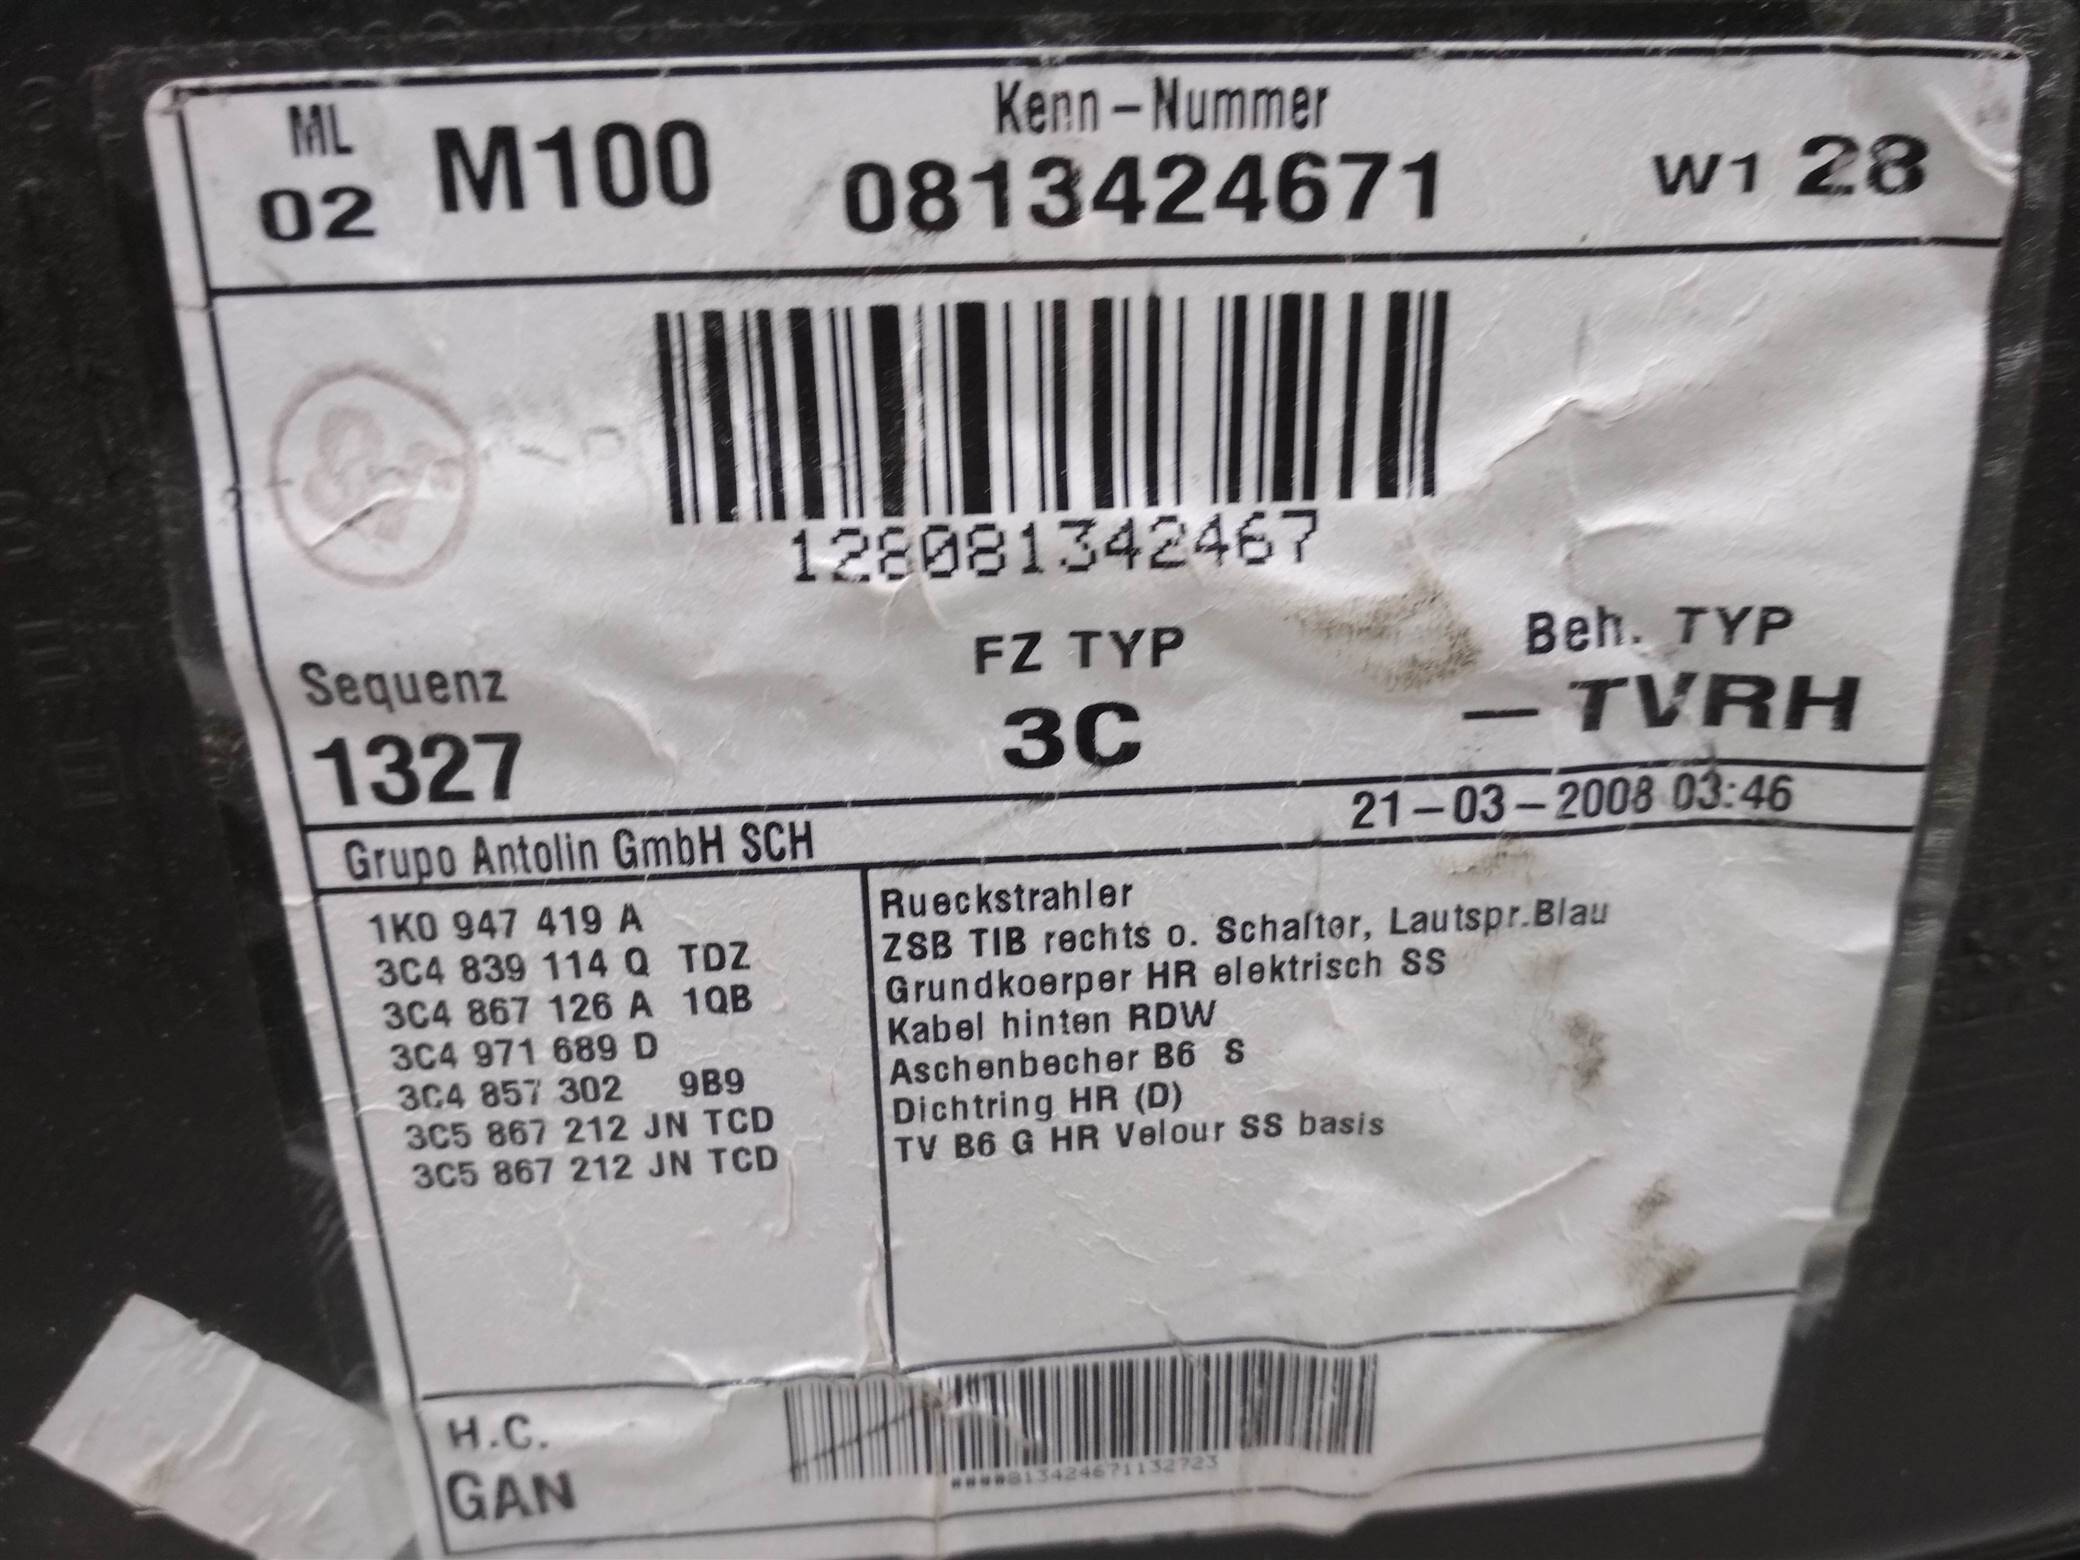 ML
02 M100
Kenn-Nummer
0813424671
W1 28
128081342467
Sequenz
1327
FZ TYP
3C
Beh. TYP
— TVRH
Grupo Antolin GmbH SCH
21-03-2008 03:46
1K0 947 419 A
3C4 839 114 Q TDZ
3C4 867 126 A 1QB
3C4 971 689 D
3C4 857 302 9B9
3C5 867 212 JN TCD
3C5 867 212 JN TCD
Rueckstrahler
ZSB TIB rechts o. Schalter, Lautspr.Blau
Grundkoerper HR elektrisch SS
Kabel hinten RDW
Aschenbecher B6 S
Dichtring HR (D)
TV B6 G HR Velour SS basis
H.C.
GAN